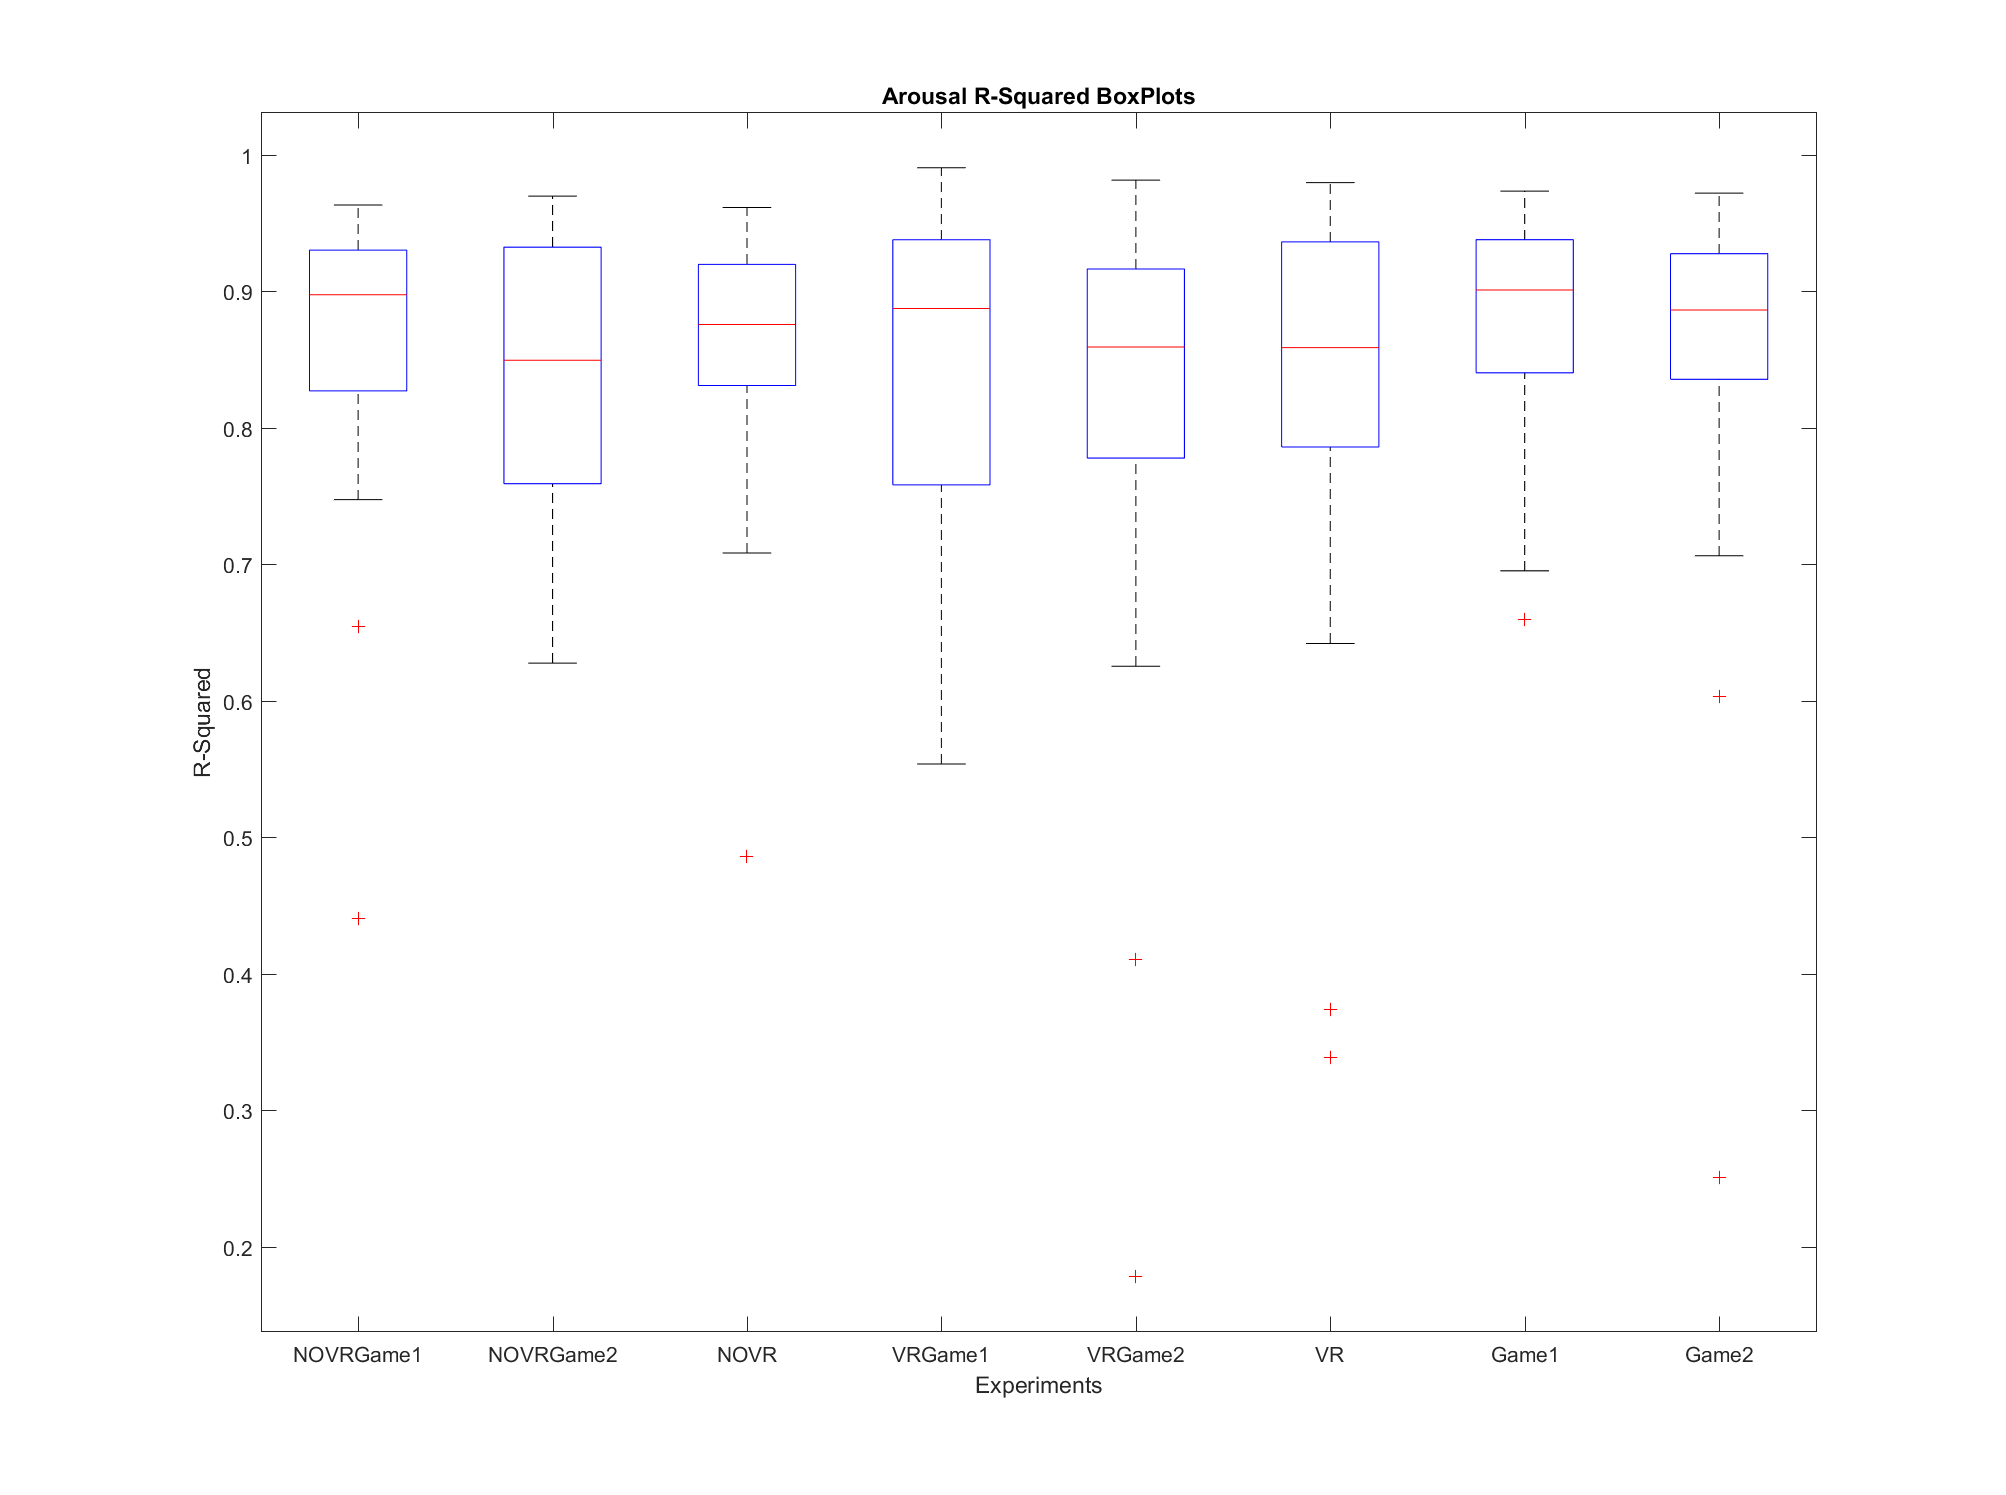 Arousal R-Squared BoxPlots
1
0.9
0.8
0.7
0.6
0.5
0.4
0.3
0.2
R-Squared
NOVRGame1 NOVRGame2 NOVR VRGame1 VRGame2 VR Game1 Game2
Experiments